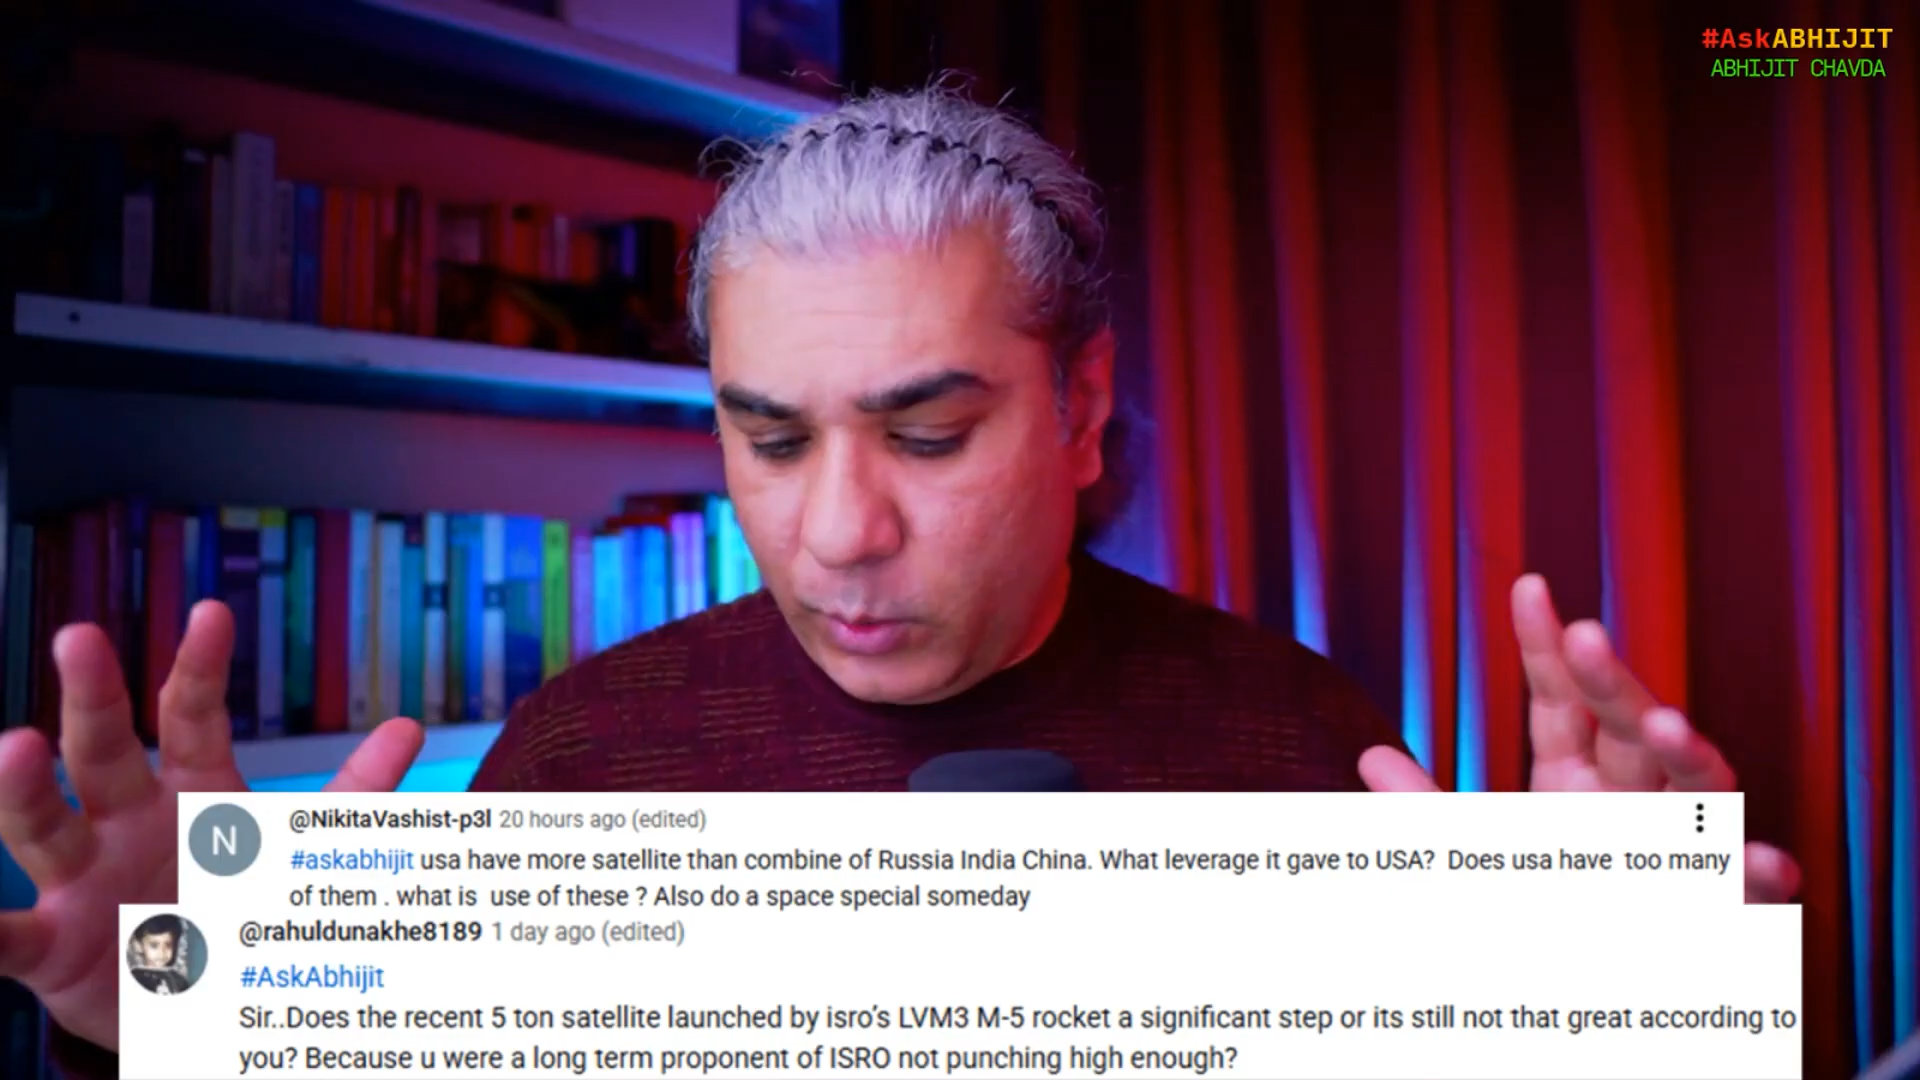 #AskABHIJIT
ABHIJIT CHAVDA
N
@NikitaVashist-p3l 20 hours ago (edited)
#askabhijit usa have more satellite than combine of Russia India China. What leverage it gave to USA? Does usa have too many
of them . what is use of these ? Also do a space special someday
@rahuldunakhe8189 1 day ago (edited)
#AskAbhijit
Sir..Does the recent 5 ton satellite launched by isro’s LVM3 M-5 rocket a significant step or its still not that great according to
you? Because u were a long term proponent of ISRO not punching high enough?